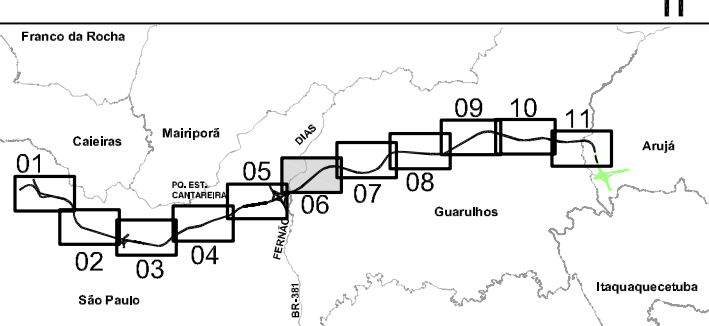 Franco da Rocha
Caieiras
Mairiporã
DIAS
09
10
11
Arujá
01
PQ. EST.
CANTAREIRA
05
06
07
08
Guarulhos
02
03
04
FERNÃO
BR-381
São Paulo
Itaquaquecetuba